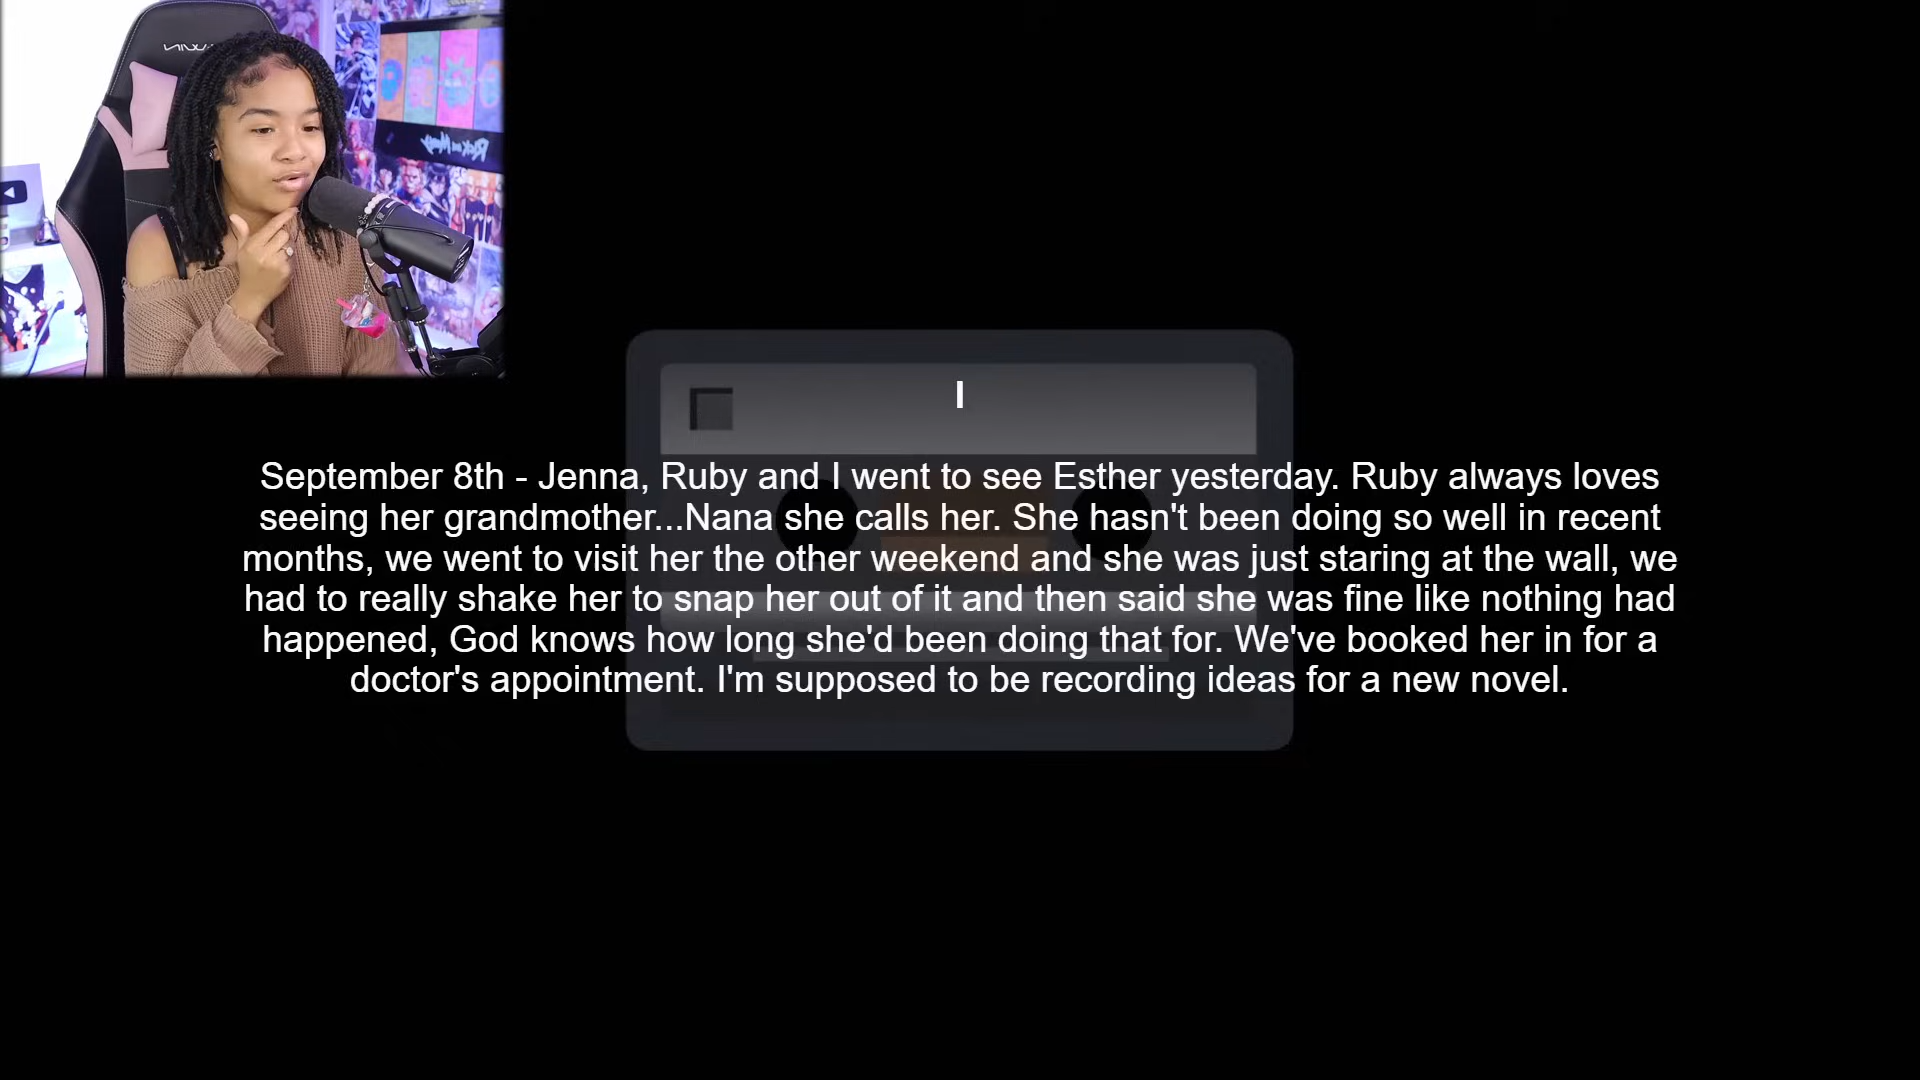 Rick and Morty
I
September 8th - Jenna, Ruby and I went to see Esther yesterday. Ruby always loves
seeing her grandmother...Nana she calls her. She hasn't been doing so well in recent
months, we went to visit her the other weekend and she was just staring at the wall, we
had to really shake her to snap her out of it and then said she was fine like nothing had
happened, God knows how long she'd been doing that for. We've booked her in for a
doctor's appointment. I'm supposed to be recording ideas for a new novel.